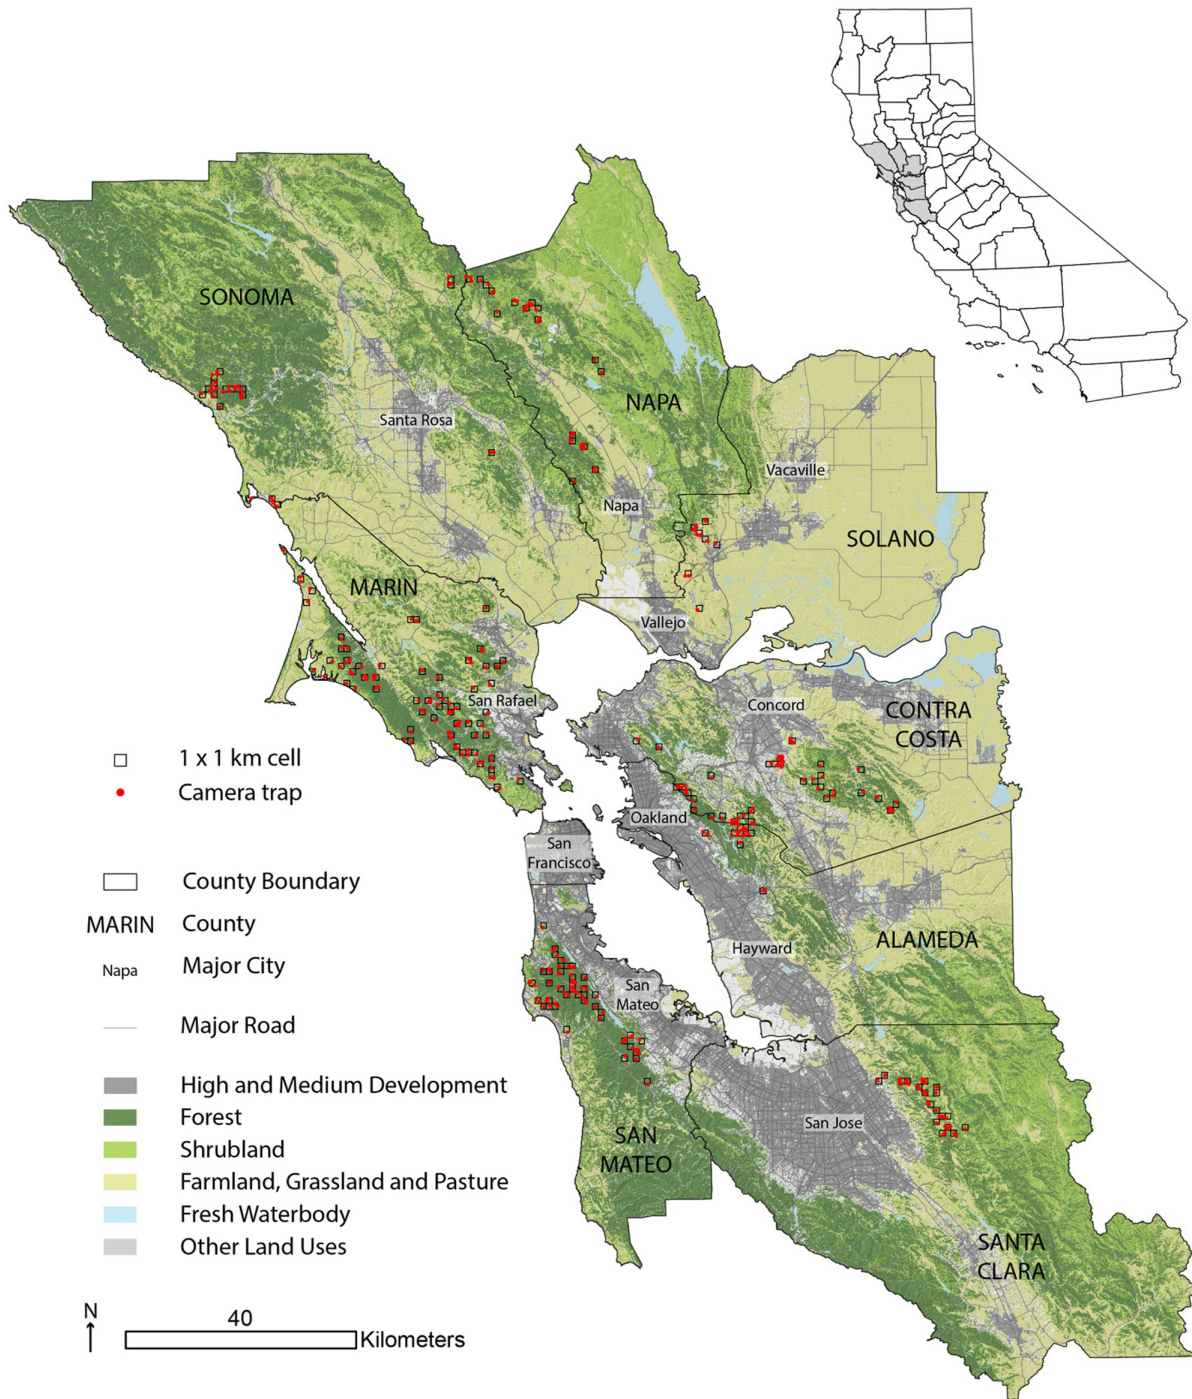 SONOMA
NAPA
Santa Rosa
Vacaville
Napa
SOLANO
MARIN
Vallejo
San Rafael
Concord
CONTRA
COSTA
1 x 1 km cell
Camera trap
Oakland
San
Francisco
County Boundary
MARIN County
Napa Major City
Hayward
ALAMEDA
San
Mateo
Major Road
High and Medium Development
Forest
Shrubland
Farmland, Grassland and Pasture
Fresh Waterbody
Other Land Uses
San Jose
SAN
MATEO
SANTA
CLARA
N
40
Kilometers